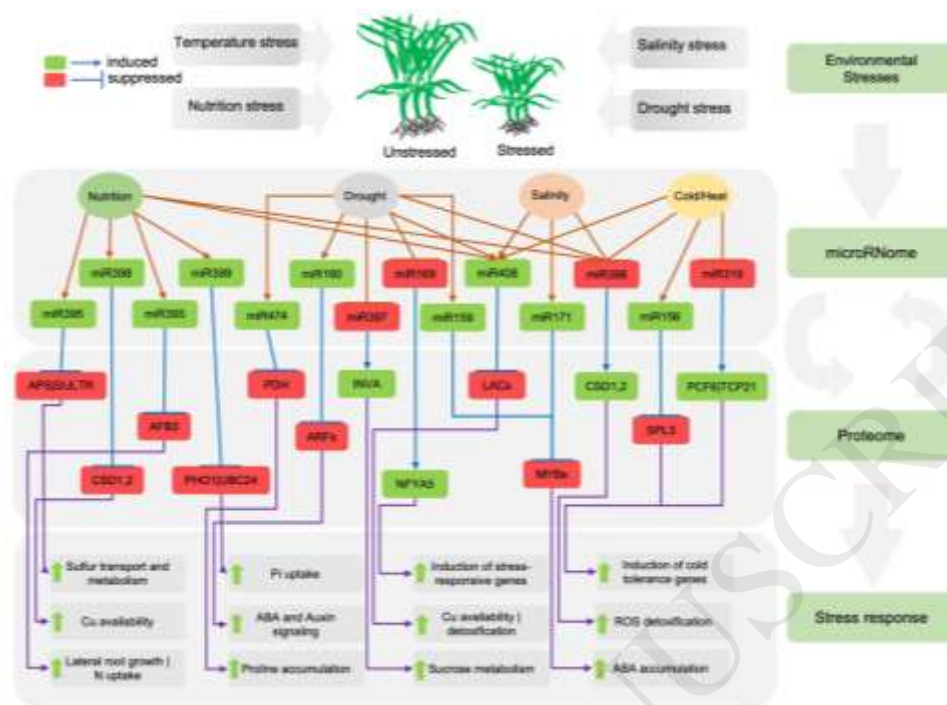 induced
suppressed
Temperature stress
Nutrition stress
Salinity stress
Drought stress
Unstressed
Stressed
Environmental
Stresses
Nutrition
Drought
Salinity
Cold/Heat
miR398
miR399
miR160
miR169
miR408
miR398
miR319
miR395
miR393
miR474
miR397
miR159
miR171
miR156
microRNome
APS|SULTR
PDH
INVA
LACs
CSD1,2
PCF6|TCP21
AFB3
ARFs
SPL3
CSD1,2
PHO1|UBC24
NFYA5
MYBs
Proteome
Sulfur transport and
metabolism
Pi uptake
Induction of stress-
responsive genes
Induction of cold
tolerance genes
Cu availability
ABA and Auxin
signaling
Cu availability |
detoxification
ROS detoxification
Lateral root growth |
N uptake
Proline accumulation
Sucrose metabolism
ABA accumulation
Stress response